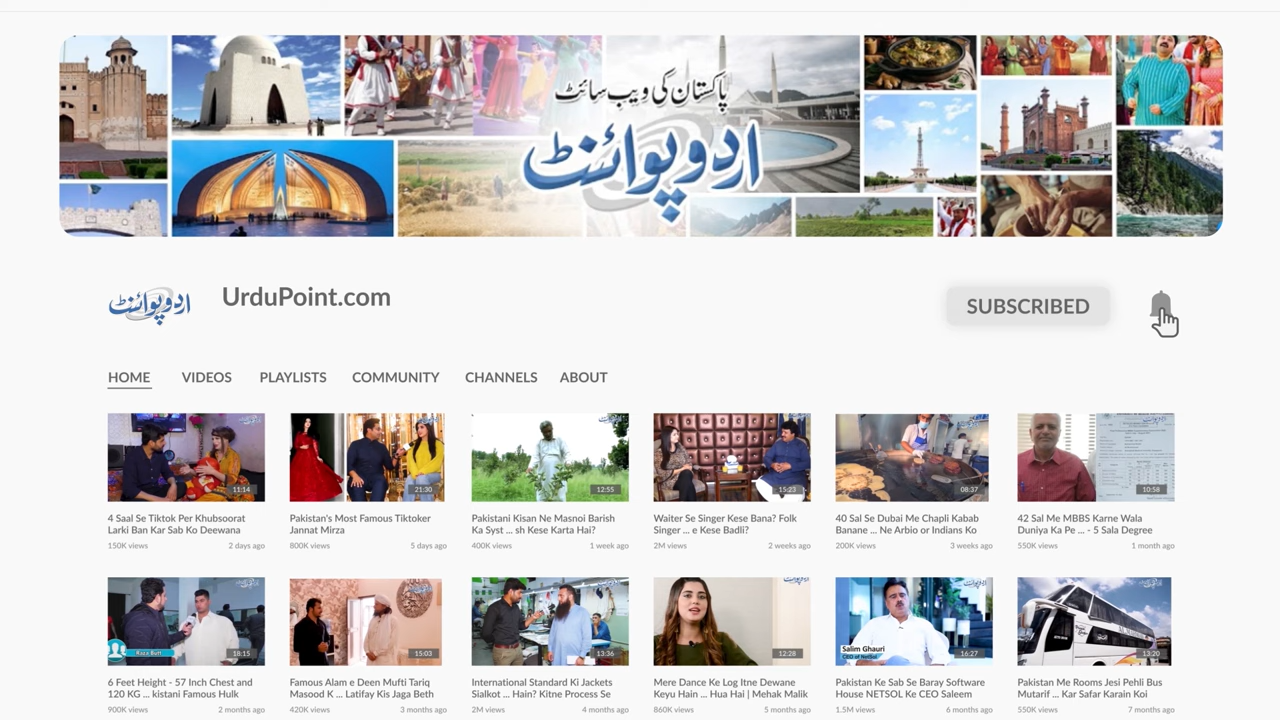 پاکستان کی ویب سائٹ
اردو پوائنٹ
اردو پوائنٹ
UrduPoint.com
SUBSCRIBED
HOME VIDEOS PLAYLISTS COMMUNITY CHANNELS ABOUT
11:14
21:30
12:55
15:23
08:37
10:58
4 Saal Se Tiktok Per Khubsoorat
Larki Ban Kar Sab Ko Deewana
150K views 2 days ago
Pakistan's Most Famous Tiktoker
Jannat Mirza
800K views 5 days ago
Pakistani Kisan Ne Masnoi Barish
Ka Syst ... sh Kese Karta Hai?
400K views 1 week ago
Waiter Se Singer Kese Bana? Folk
Singer ... e Kese Badli?
2M views 2 weeks ago
40 Sal Se Dubai Me Chapli Kabab
Banane ... Ne Arbio or Indians Ko
200K views 3 weeks ago
42 Sal Me MBBS Karne Wala
Duniya Ka Pe ... - 5 Sala Degree
550K views 1 month ago
Raza Butt
18:15
15:03
13:36
12:28
Salim Ghauri
CEO of NetSol
16:27
13:20
6 Feet Height - 57 Inch Chest and
120 KG ... kistani Famous Hulk
900K views 2 months ago
Famous Alam e Deen Mufti Tariq
Masood K ... Latifay Kis Jaga Beth
420K views 3 months ago
International Standard Ki Jackets
Sialkot ... Hain? Kitne Process Se
2M views 4 months ago
Mere Dance Ke Log Itne Dewane
Keyu Hain ... Hua Hai | Mehak Malik
860K views 5 months ago
Pakistan Ke Sab Se Baray Software
House NETSOL Ke CEO Saleem
1.5M views 6 months ago
Pakistan Me Rooms Jesi Pehli Bus
Mutarif ... Kar Safar Karain Koi
550K views 7 months ago